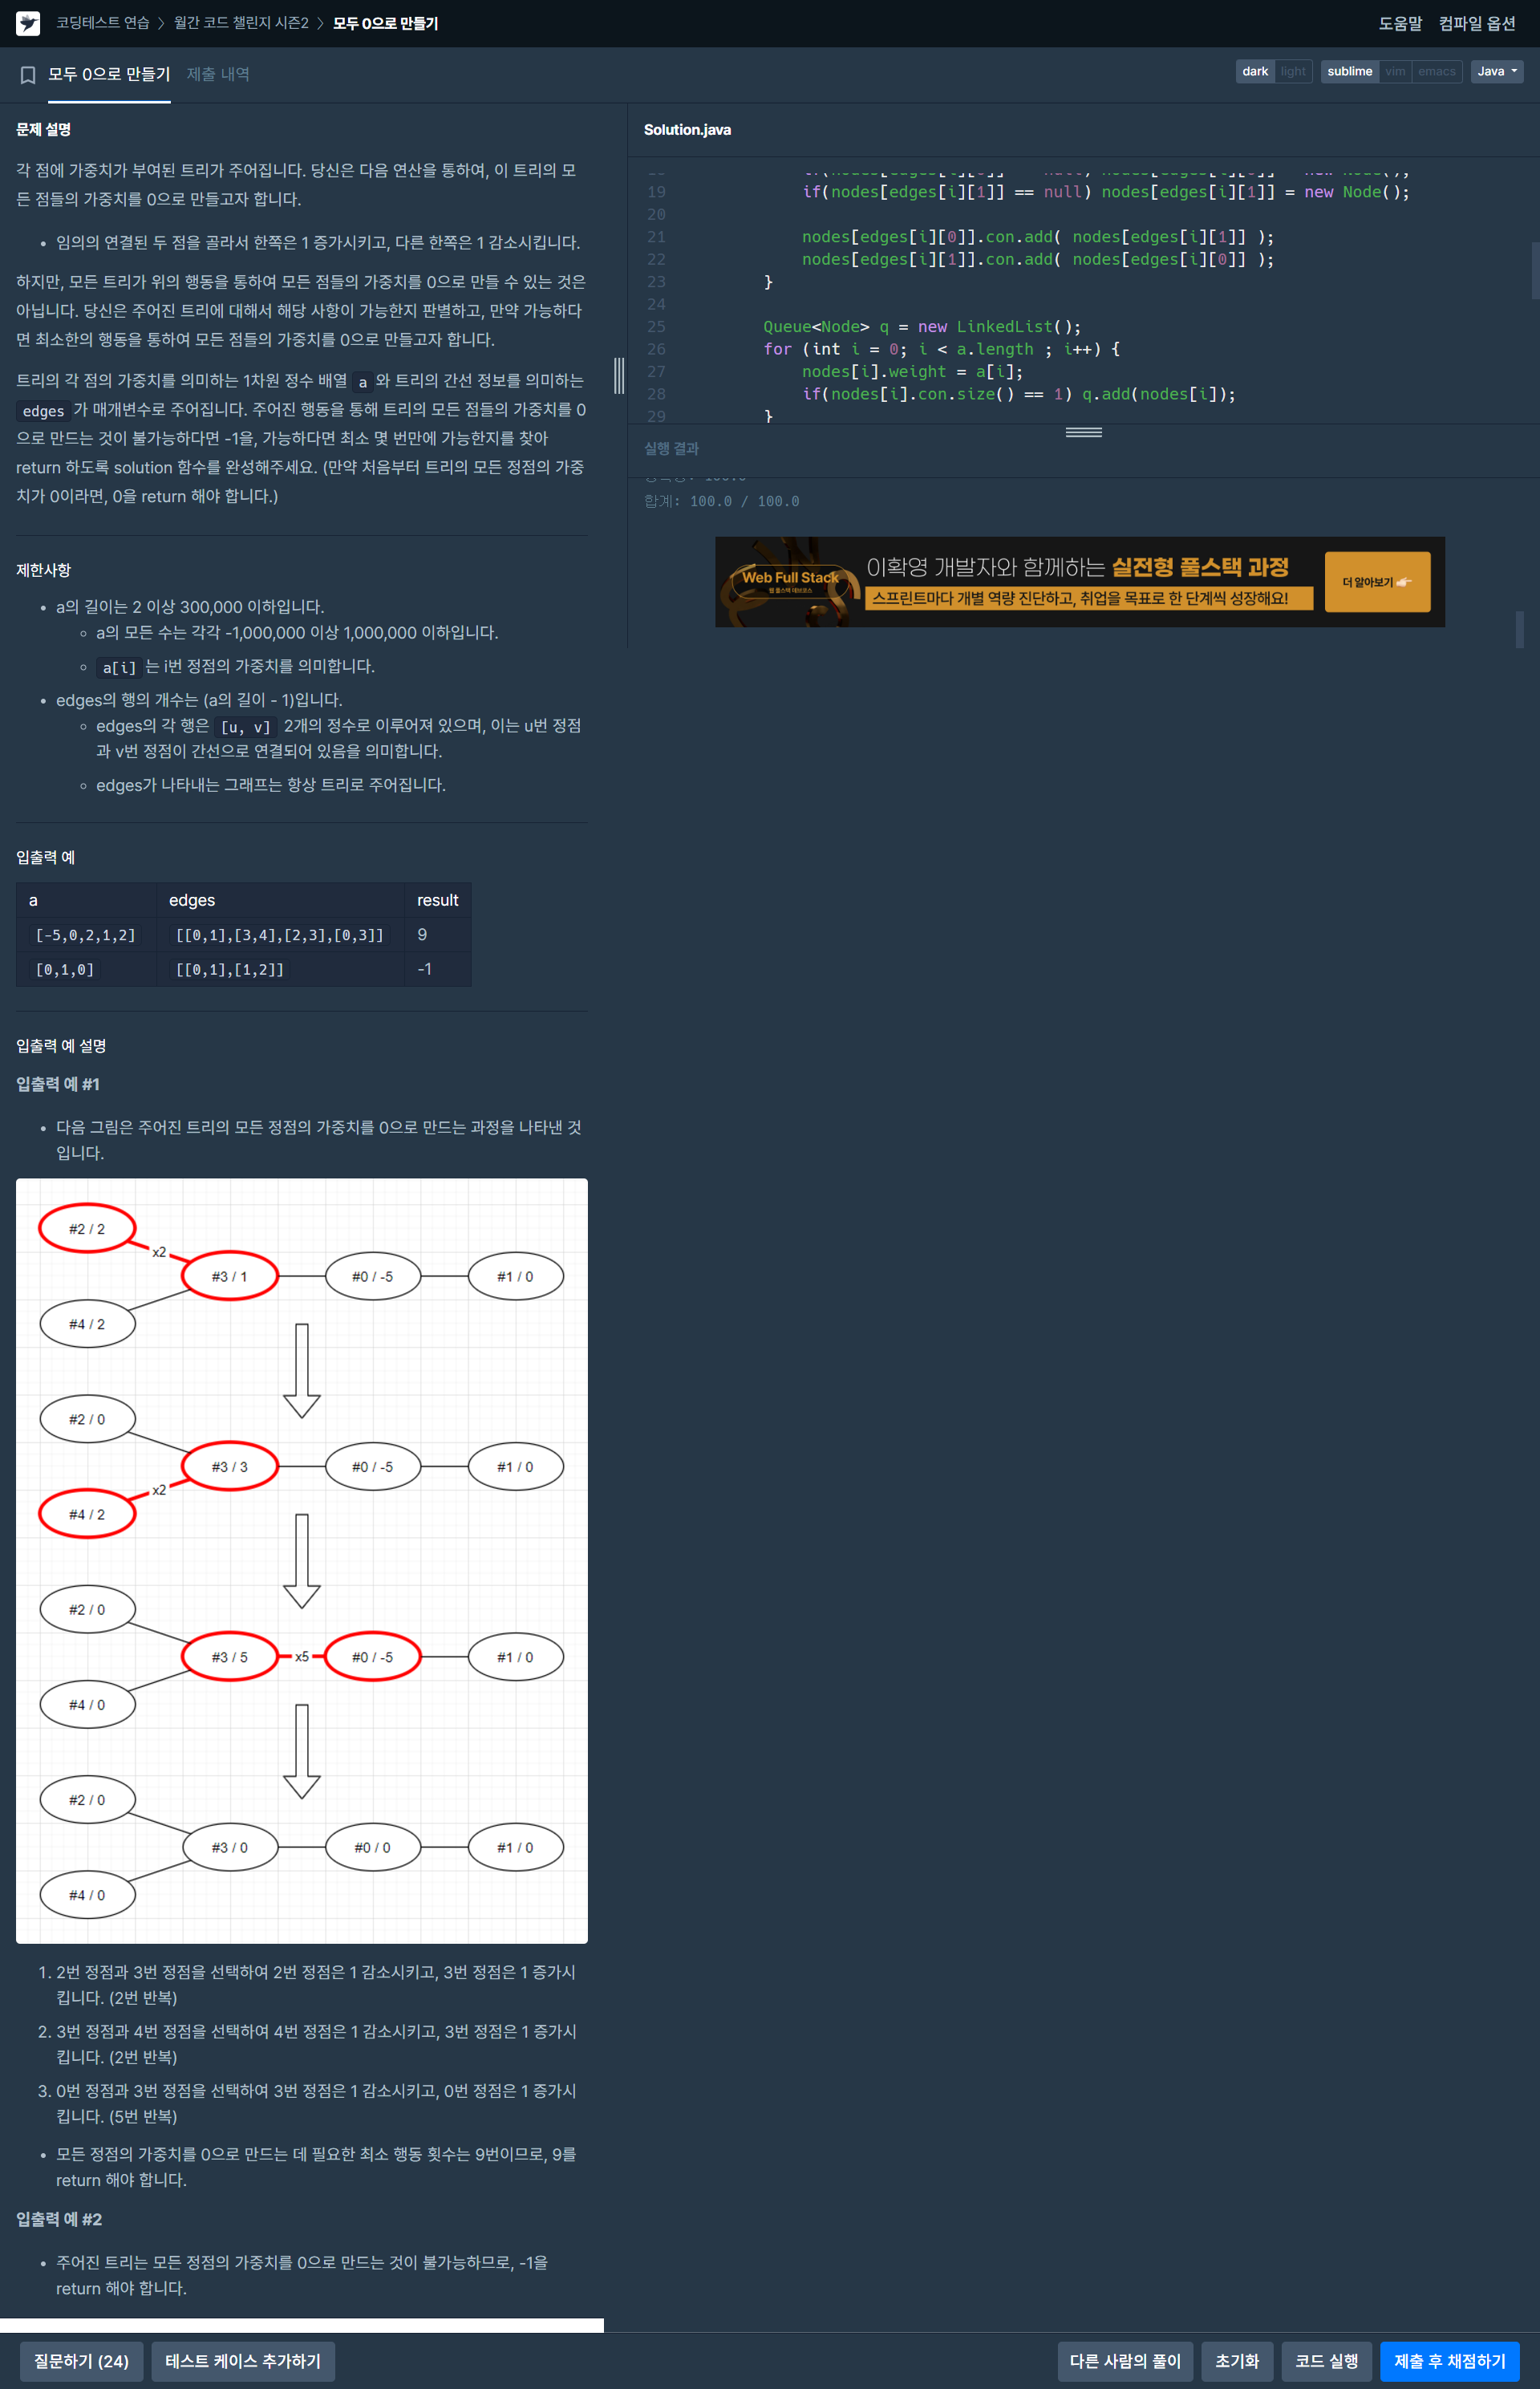 코딩테스트 연습 > 월간 코드 챌린지 시즌2 > 모두 0으로 만들기
도움말 컴파일 옵션
모두 0으로 만들기 제출 내역
dark light sublime vim emacs Java
문제 설명
각 점에 가중치가 부여된 트리가 주어집니다. 당신은 다음 연산을 통하여, 이 트리의 모
든 점들의 가중치를 0으로 만들고자 합니다.
• 임의의 연결된 두 점을 골라서 한쪽은 1 증가시키고, 다른 한쪽은 1 감소시킵니다.
하지만, 모든 트리가 위의 행동을 통하여 모든 점들의 가중치를 0으로 만들 수 있는 것은
아닙니다. 당신은 주어진 트리에 대해서 해당 사항이 가능한지 판별하고, 만약 가능하다
면 최소한의 행동을 통하여 모든 점들의 가중치를 0으로 만들고자 합니다.
트리의 각 점의 가중치를 의미하는 1차원 정수 배열 a와 트리의 간선 정보를 의미하는
edges가 매개변수로 주어집니다. 주어진 행동을 통해 트리의 모든 점들의 가중치를 0
으로 만드는 것이 불가능하다면 -1을, 가능하다면 최소 몇 번만에 가능한지를 찾아
return 하도록 solution 함수를 완성해주세요. (만약 처음부터 트리의 모든 정점의 가중
치가 0이라면, 0을 return 해야 합니다.)
제한사항
• a의 길이는 2 이상 300,000 이하입니다.
◦ a의 모든 수는 각각 -1,000,000 이상 1,000,000 이하입니다.
◦ a[i]는 i번 정점의 가중치를 의미합니다.
• edges의 행의 개수는 (a의 길이 - 1)입니다.
◦ edges의 각 행은 [u, v] 2개의 정수로 이루어져 있으며, 이는 u번 정점
과 v번 정점이 간선으로 연결되어 있음을 의미합니다.
◦ edges가 나타내는 그래프는 항상 트리로 주어집니다.
입출력 예
a edges result
[-5,0,2,1,2] [[0,1],[3,4],[2,3],[0,3]] 9
[0,1,0] [[0,1],[1,2]] -1
입출력 예 설명
입출력 예 #1
• 다음 그림은 주어진 트리의 모든 정점의 가중치를 0으로 만드는 과정을 나타낸 것
입니다.
#2 / 2
x2
#3 / 1 #0 / -5 #1 / 0
#4 / 2
#2 / 0
#3 / 3 #0 / -5 #1 / 0
x2
#4 / 2
#2 / 0
#3 / 5 x5 #0 / -5 #1 / 0
#4 / 0
#2 / 0
#3 / 0 #0 / 0 #1 / 0
#4 / 0
1. 2번 정점과 3번 정점을 선택하여 2번 정점은 1 감소시키고, 3번 정점은 1 증가시
킵니다. (2번 반복)
2. 3번 정점과 4번 정점을 선택하여 4번 정점은 1 감소시키고, 3번 정점은 1 증가시
킵니다. (2번 반복)
3. 0번 정점과 3번 정점을 선택하여 3번 정점은 1 감소시키고, 0번 정점은 1 증가시
킵니다. (5번 반복)
• 모든 정점의 가중치를 0으로 만드는 데 필요한 최소 행동 횟수는 9번이므로, 9를
return 해야 합니다.
입출력 예 #2
• 주어진 트리는 모든 정점의 가중치를 0으로 만드는 것이 불가능하므로, -1을
return 해야 합니다.
Solution.java
19 if(nodes[edges[i][1]] == null) nodes[edges[i][1]] = new Node();
20
21 nodes[edges[i][0]].con.add( nodes[edges[i][1]] );
22 nodes[edges[i][1]].con.add( nodes[edges[i][0]] );
23 }
24
25 Queue<Node> q = new LinkedList();
26 for (int i = 0; i < a.length ; i++) {
27 nodes[i].weight = a[i];
28 if(nodes[i].con.size() == 1) q.add(nodes[i]);
29 }
실행 결과
합계: 100.0 / 100.0
Web Full Stack
웹 풀스택 데브코스
이확영 개발자와 함께하는 실전형 풀스택 과정
스프린트마다 개별 역량 진단하고, 취업을 목표로 한 단계씩 성장해요!
더 알아보기
질문하기 (24) 테스트 케이스 추가하기 다른 사람의 풀이 초기화 코드 실행 제출 후 채점하기